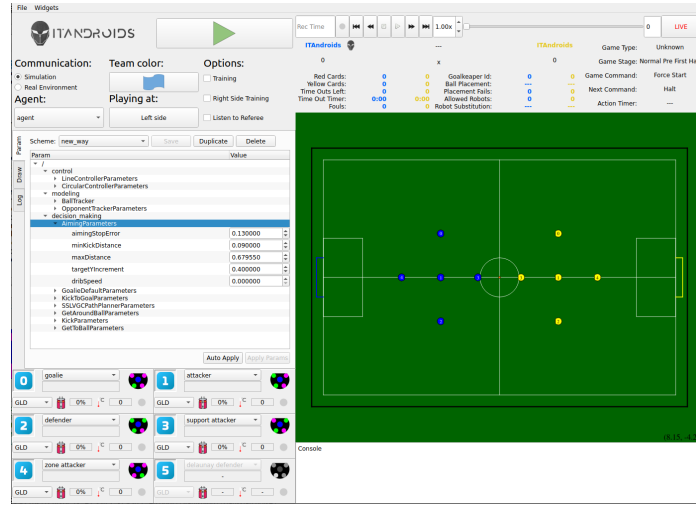 File Widgets
ITANDROIDS
Communication: Team color: Options:
Simulation
Real Environment
Training
Agent: Playing at:
Right Side Training
agent Left side
Listen to Referee
Rec Time 1.00x 0 LIVE
ITAndroids --- ITAndroids
0 x 0
Red Cards: 0 0 Goalkeaper Id: 0 0
Yellow Cards: 0 0 Ball Placement: --- ---
Time Outs Left: 0 0 Placement Fails: 0 0
Time Out Timer: 0:00 0:00 Allowed Robots: 0 0
Fouls: 0 0 Robot Substitution: --- ---
Game Type: Unknown
Game Stage: Normal Pre First Ha
Game Command: Force Start
Next Command: Halt
Action Timer: ---
Param
Draw
Log
Scheme: new_way Save Duplicate Delete
Param Value
/
control
LineControllerParameters
CircularControllerParameters
modeling
BallTracker
OpponentTrackerParameters
decision_making
AimingParameters
aimingStopError 0.130000
minKickDistance 0.090000
maxDistance 0.679550
targetYIncrement 0.400000
dribSpeed 0.000000
GoalieDefaultParameters
KickToGoalParameters
SSLVGCPathPlannerParameters
GetAroundBallParameters
KickParameters
GetToBallParameters
Auto Apply Apply Params
0 goalie
GLD 0% °C 0
1 attacker
GLD 0% °C 0
2 defender
GLD 0% °C 0
3 support attacker
GLD 0% °C 0
4 zone attacker
GLD 0% °C 0
5 delaunay defender
-
GLD - °C -
Console